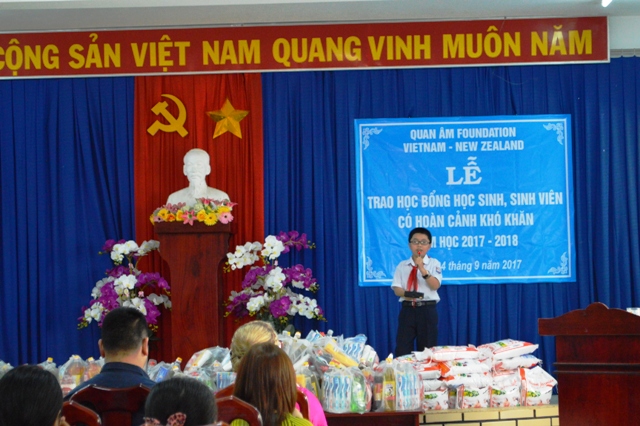 CỘNG SẢN VIỆT NAM QUANG VINH MUÔN NĂM
QUAN ÂM FOUNDATION
VIETNAM - NEW ZEALAND
LỄ
TRAO HỌC BỔNG HỌC SINH, SINH VIÊN
CÓ HOÀN CẢNH KHÓ KHĂN
HỌC 2017 - 2018
4 tháng 9 năm 2017